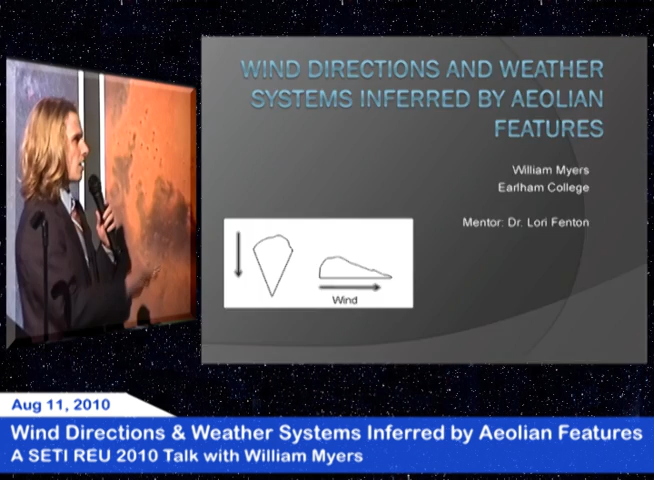 WIND DIRECTIONS AND WEATHER
SYSTEMS INFERRED BY AEOLIAN
FEATURES
William Myers
Earlham College
Mentor: Dr. Lori Fenton
Wind
Aug 11, 2010
Wind Directions & Weather Systems Inferred by Aeolian Features
A SETI REU 2010 Talk with William Myers